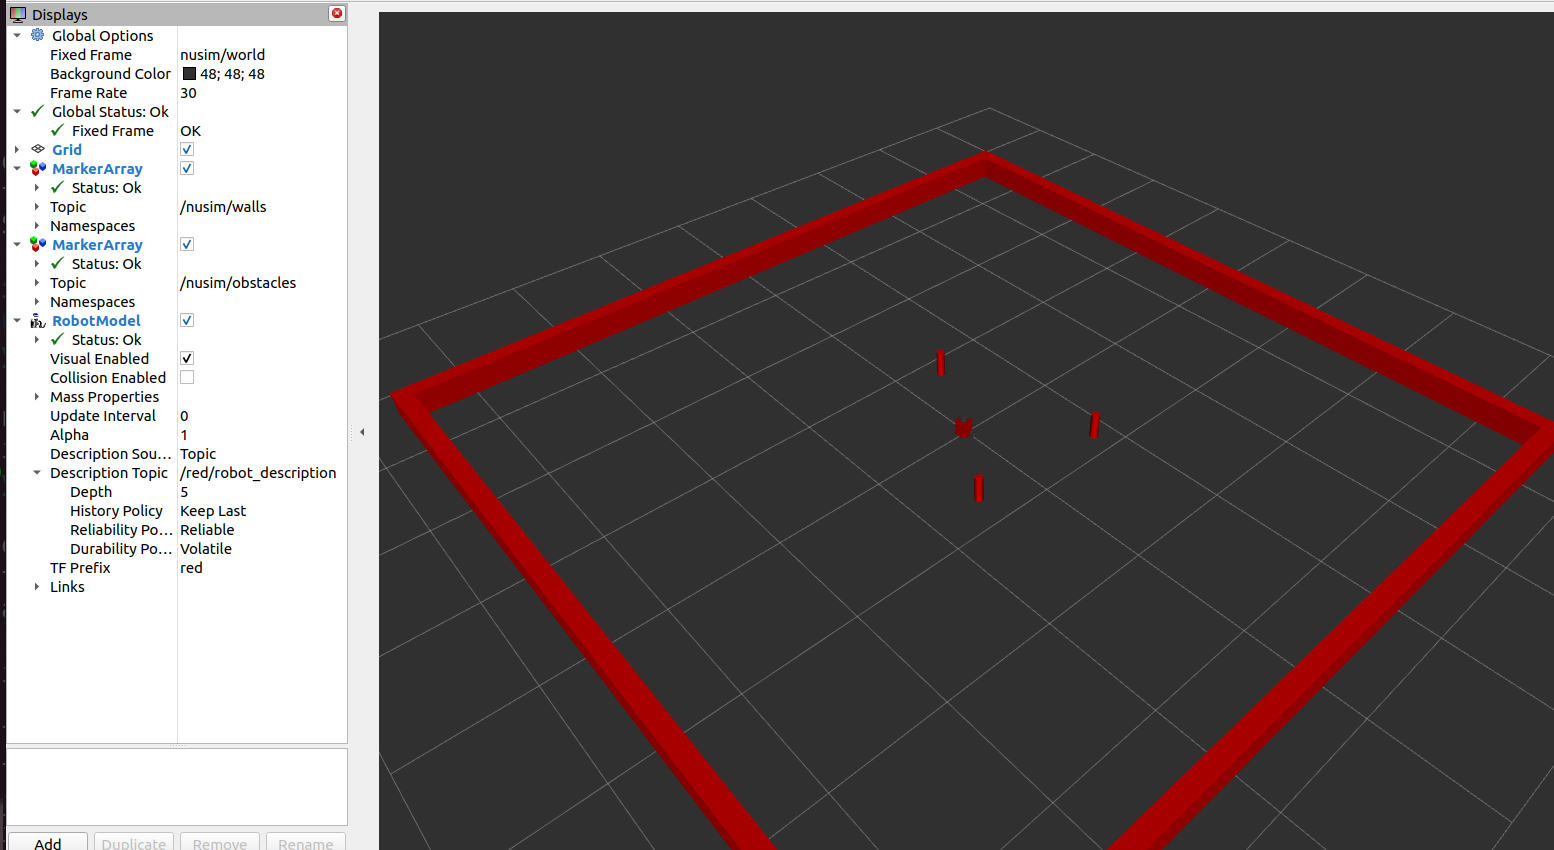 Displays
Global Options
Fixed Frame nusim/world
Background Color 48; 48; 48
Frame Rate 30
Global Status: Ok
Fixed Frame OK
Grid
MarkerArray
Status: Ok
Topic /nusim/walls
Namespaces
MarkerArray
Status: Ok
Topic /nusim/obstacles
Namespaces
RobotModel
Status: Ok
Visual Enabled
Collision Enabled
Mass Properties
Update Interval 0
Alpha 1
Description Sou... Topic
Description Topic /red/robot_description
Depth 5
History Policy Keep Last
Reliability Po... Reliable
Durability Po... Volatile
TF Prefix red
Links
Add Duplicate Remove Rename